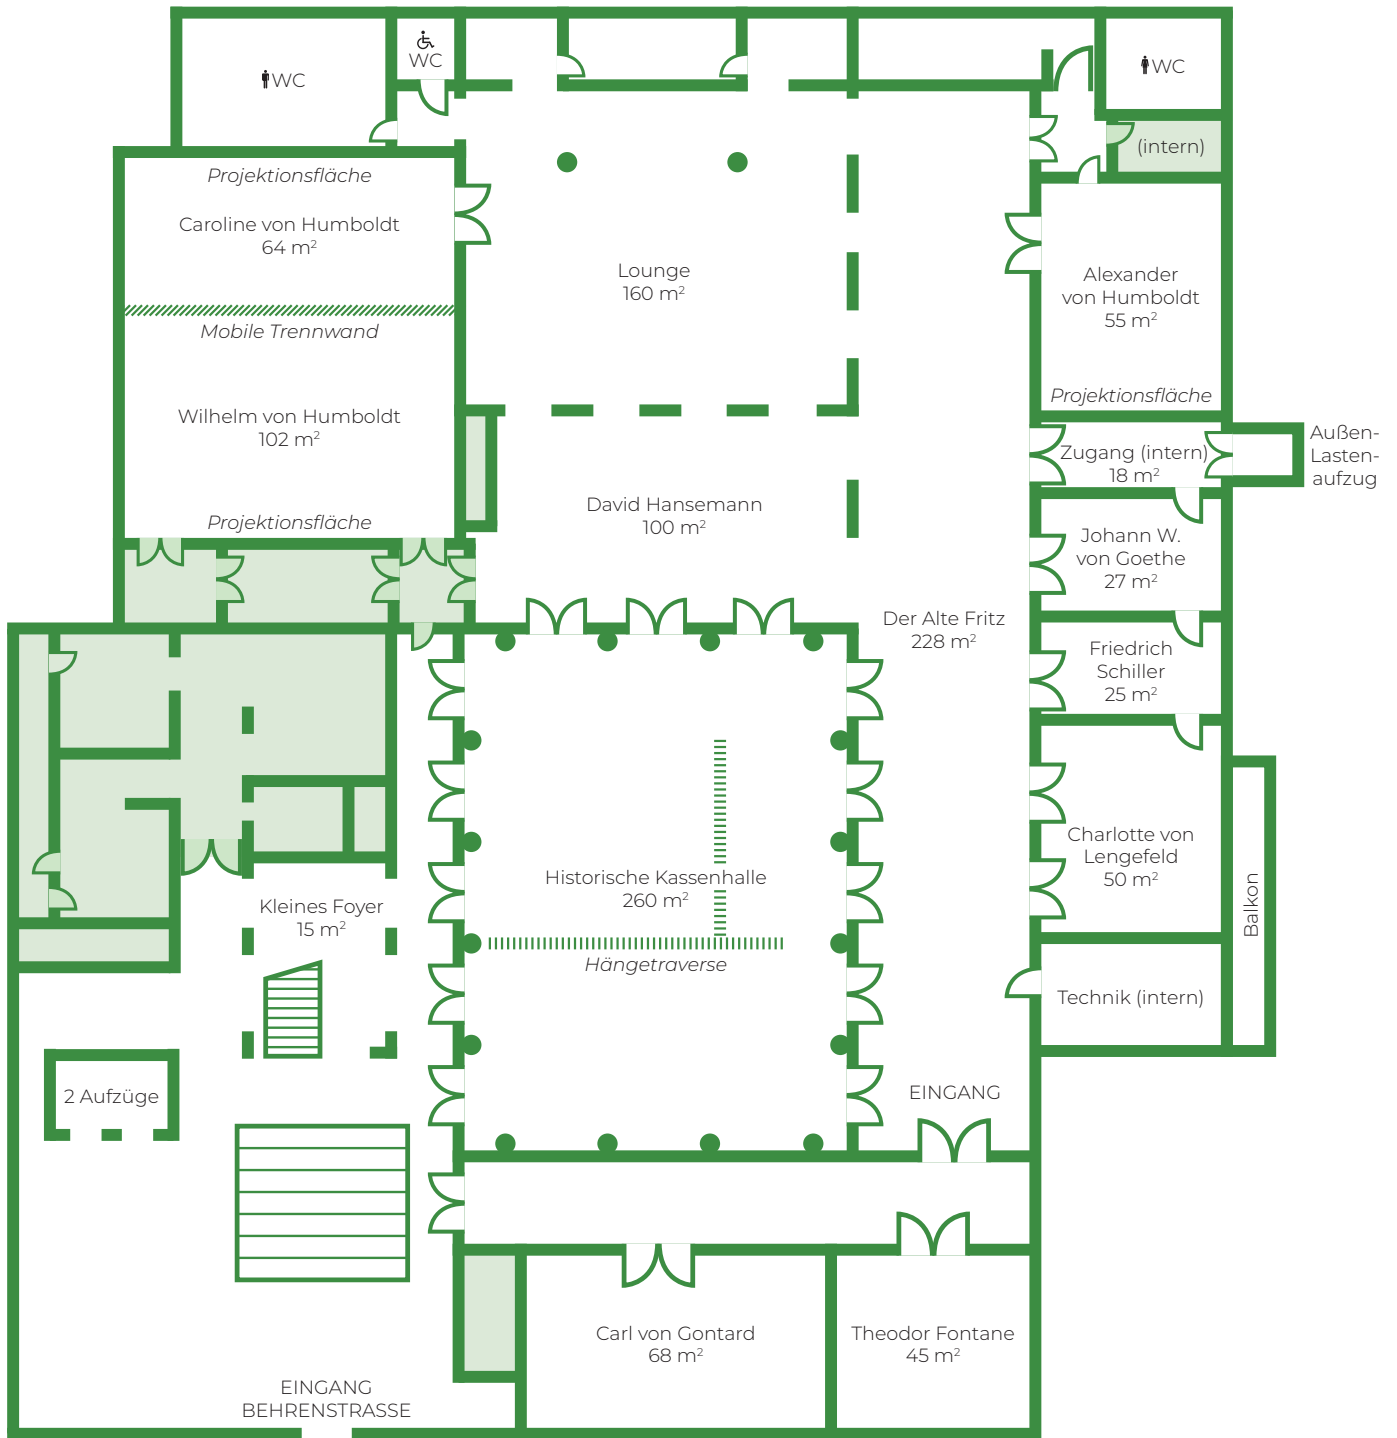 WC
WC
WC
(intern)
Projektionsfläche
Caroline von Humboldt
64 m²
Mobile Trennwand
Wilhelm von Humboldt
102 m²
Projektionsfläche
Lounge
160 m²
David Hansemann
100 m²
Alexander
von Humboldt
55 m²
Projektionsfläche
Zugang (intern)
18 m²
Außen-
Lasten-
aufzug
Johann W.
von Goethe
27 m²
Der Alte Fritz
228 m²
Friedrich
Schiller
25 m²
Charlotte von
Lengefeld
50 m²
Balkon
Historische Kassenhalle
260 m²
Hängetraverse
Kleines Foyer
15 m²
Technik (intern)
2 Aufzüge
EINGANG
Carl von Gontard
68 m²
Theodor Fontane
45 m²
EINGANG
BEHRENSTRASSE